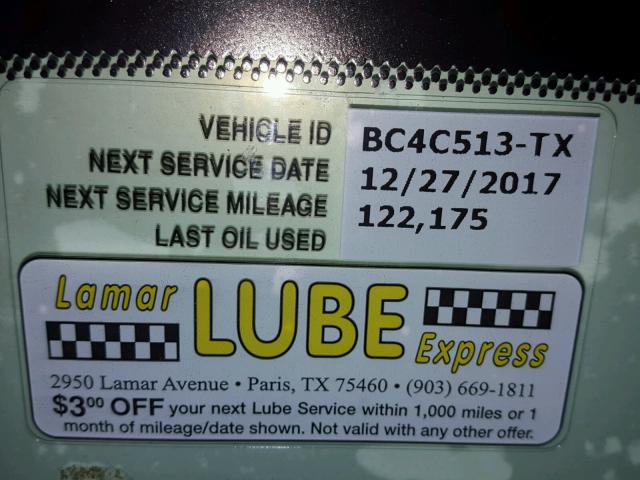 VEHICLE ID BC4C513-TX
NEXT SERVICE DATE 12/27/2017
NEXT SERVICE MILEAGE 122,175
LAST OIL USED
Lamar LUBE Express
2950 Lamar Avenue • Paris, TX 75460 • (903) 669-1811
$3⁰⁰ OFF your next Lube Service within 1,000 miles or 1
month of mileage/date shown. Not valid with any other offer.